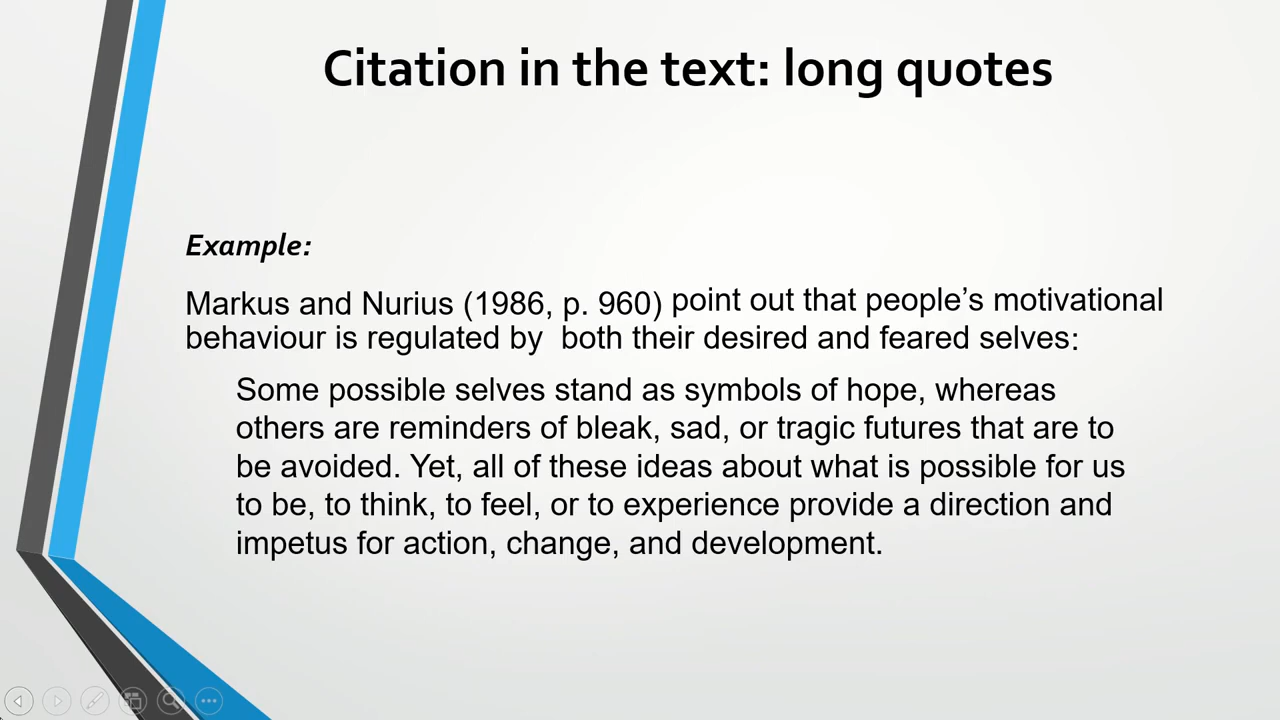 Citation in the text: long quotes
Example:
Markus and Nurius (1986, p. 960) point out that people’s motivational
behaviour is regulated by  both their desired and feared selves:
Some possible selves stand as symbols of hope, whereas
others are reminders of bleak, sad, or tragic futures that are to
be avoided. Yet, all of these ideas about what is possible for us
to be, to think, to feel, or to experience provide a direction and
impetus for action, change, and development.